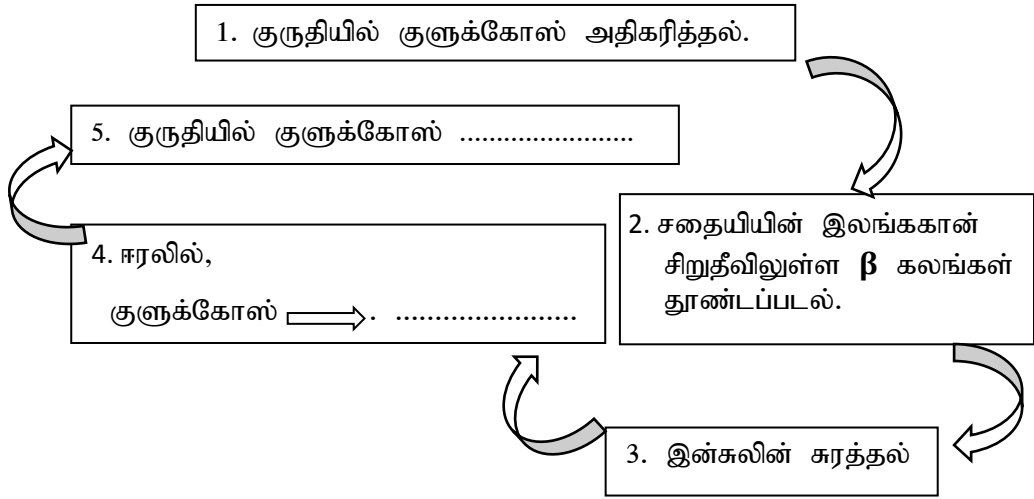 1. குருதியில் குளுக்கோஸ் அதிகரித்தல்.
5. குருதியில் குளுக்கோஸ் ........................
2. சதையியின் இலங்ககான்
சிறுதீவிலுள்ள β கலங்கள்
தூண்டப்படல்.
4. ஈரலில்,
குளுக்கோஸ் ⟹. ........................
3. இன்சுலின் சுரத்தல்